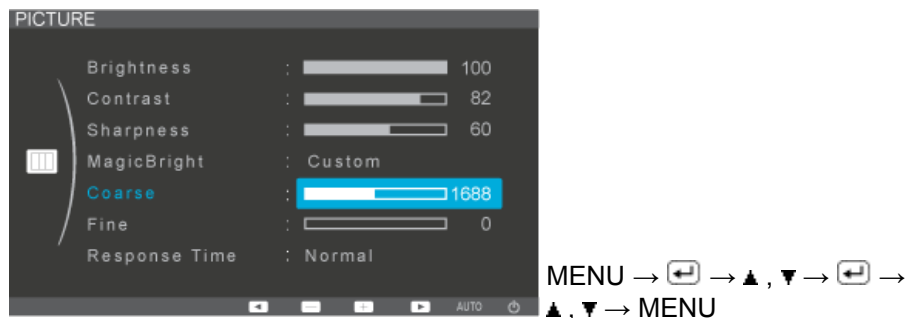 PICTURE
Brightness : 100
Contrast : 82
Sharpness : 60
MagicBright : Custom
Coarse : 1688
Fine : 0
Response Time : Normal
AUTO
MENU → → ▲ , ▼ → →
▲ , ▼ → MENU